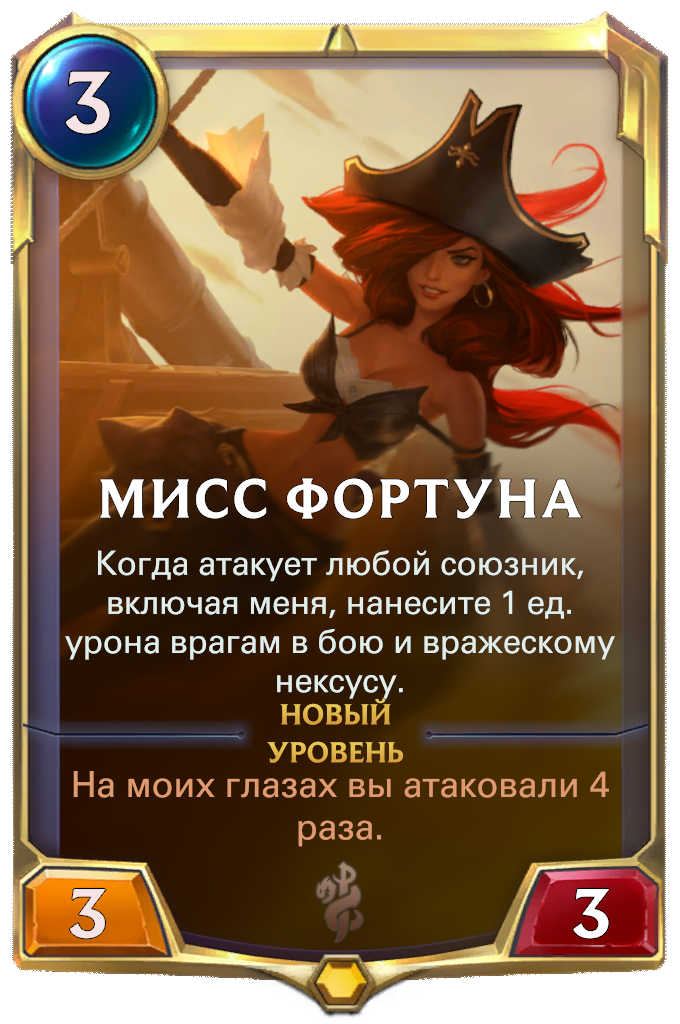 3
МИСС ФОРТУНА
Когда атакует любой союзник,
включая меня, нанесите 1 ед.
урона врагам в бою и вражескому
нексусу.
НОВЫЙ
УРОВЕНЬ
На моих глазах вы атаковали 4
раза.
3
3